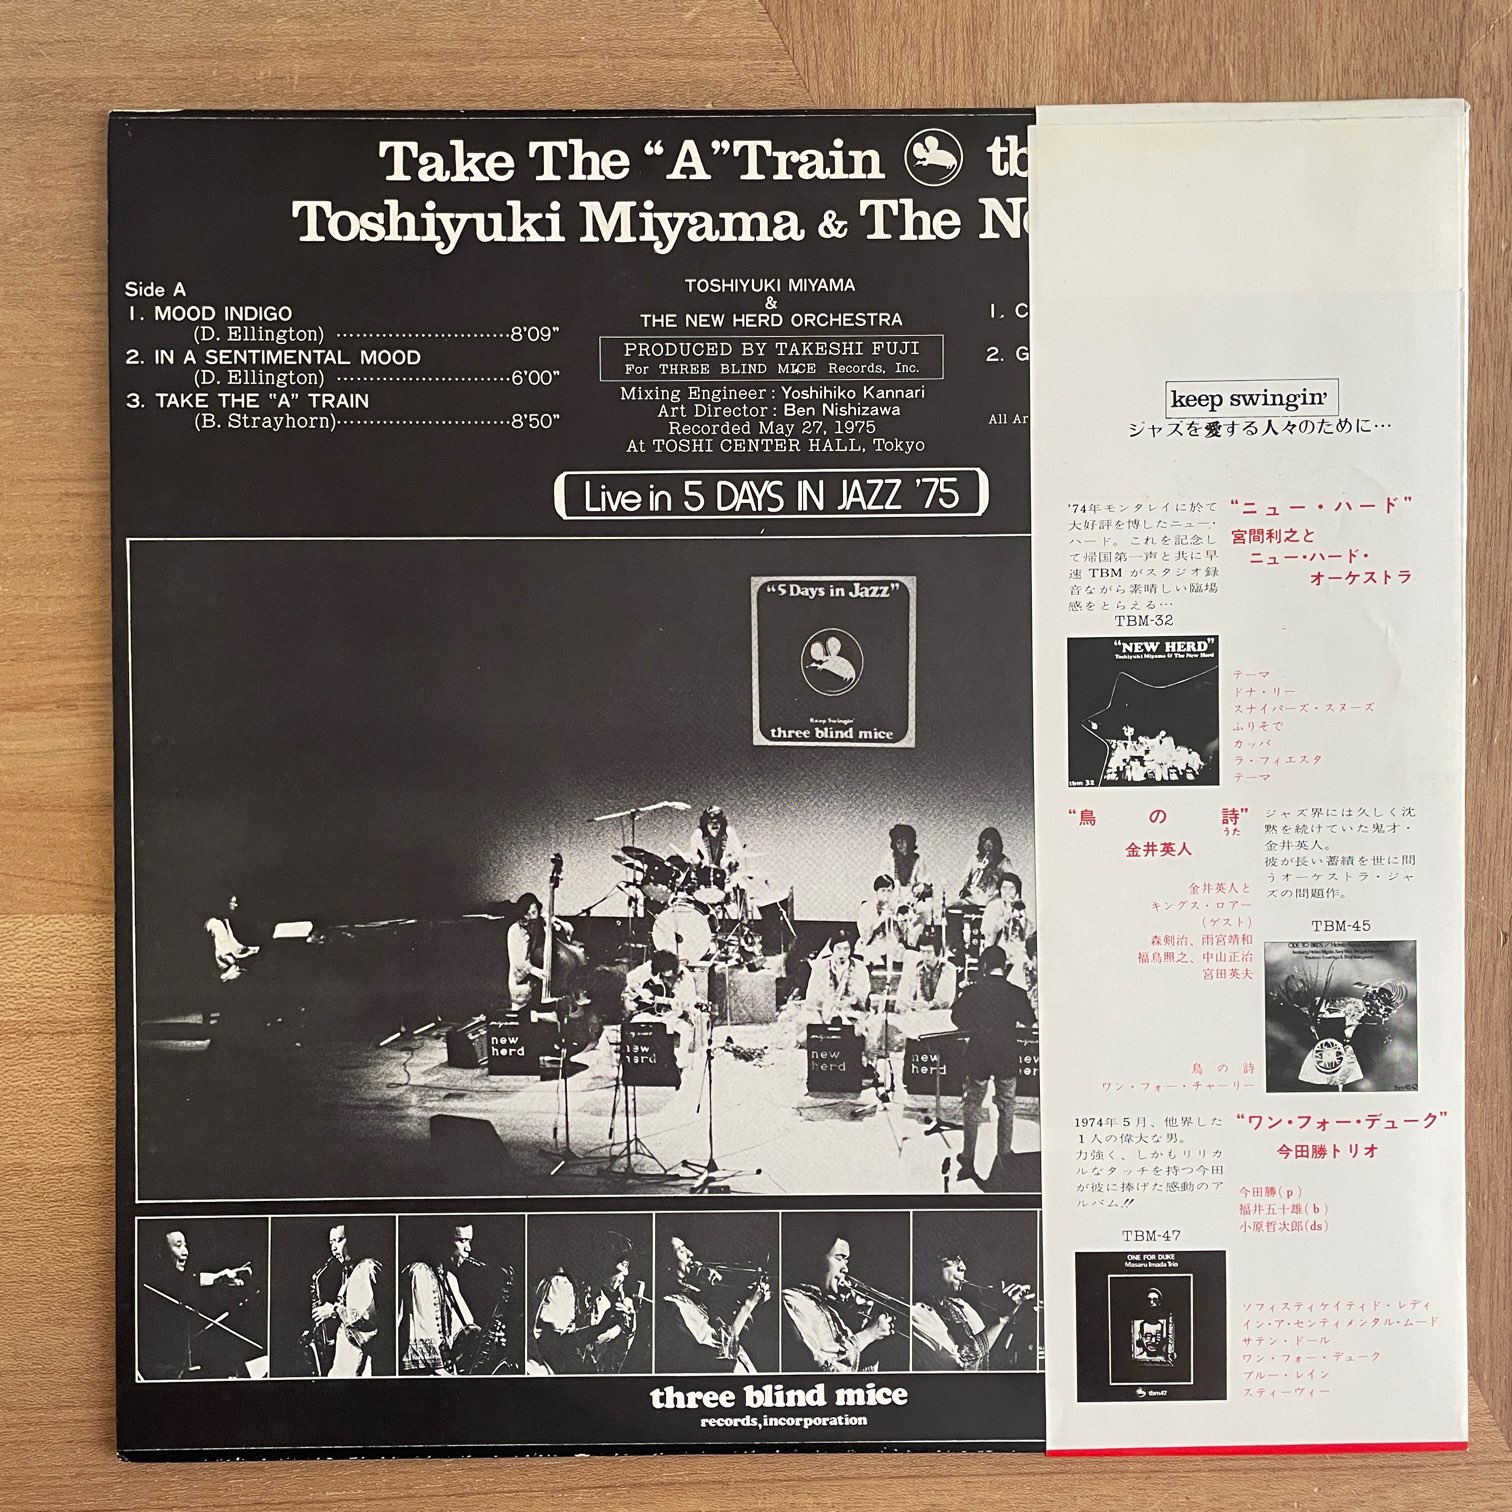 Take The “A” Train tb
Toshiyuki Miyama & The Ne
Side A
1. MOOD INDIGO
(D. Ellington) 8’09”
2. IN A SENTIMENTAL MOOD
(D. Ellington) 6’00”
3. TAKE THE “A” TRAIN
(B. Strayhorn) 8’50”
TOSHIYUKI MIYAMA
&
THE NEW HERD ORCHESTRA
PRODUCED BY TAKESHI FUJI
For THREE BLIND MICE Records, Inc.
Mixing Engineer : Yoshihiko Kannari
Art Director : Ben Nishizawa
Recorded May 27, 1975
At TOSHI CENTER HALL, Tokyo
1. C
2. G
All Ar
Live in 5 DAYS IN JAZZ ’75
“5 Days in Jazz”
Keep Swingin’
three blind mice
miyama
new
herd
new
herd
new
herd
new
herd
three blind mice
records, incorporation
keep swingin’
ジャズを愛する人々のために…
’74年モンタレイに於て
大好評を博したニュー・
ハード。これを記念し
て帰国第一声と共に早
速TBMがスタジオ録
音ながら素晴しい臨場
感をとらえる…
TBM-32
“ニュー・ハード”
宮間利之と
ニュー・ハード・
オーケストラ
“NEW HERD”
Toshiyuki Miyama & The New Herd
tbm 32
テーマ
ドナ・リー
スナイパーズ・スヌーズ
ふりそで
カッパ
ラ・フィエスタ
テーマ
“鳥の詩”
うた
金井英人
金井英人と
キングス・ロアー
(ゲスト)
森剣治、雨宮靖和
福島照之、中山正治
宮田英夫
ジャズ界には久しく沈
黙を続けていた鬼才・
金井英人。
彼が長い蓄積を世に問
うオーケストラ・ジャ
ズの問題作。
TBM-45
鳥の詩
ワン・フォー・チャーリー
1974年5月、他界した
1人の偉大な男。
力強く、しかもリリカ
ルなタッチを持つ今田
が彼に捧げた感動のア
ルバム!!
TBM-47
“ワン・フォー・デューク”
今田勝トリオ
今田勝(p)
福井五十雄(b)
小原哲次郎(ds)
ONE FOR DUKE
Masaru Imada Trio
tbm47
ソフィスティケイティド・レディ
イン・ア・センティメンタル・ムード
サテン・ドール
ワン・フォー・デューク
ブルー・レイン
スティーヴィー